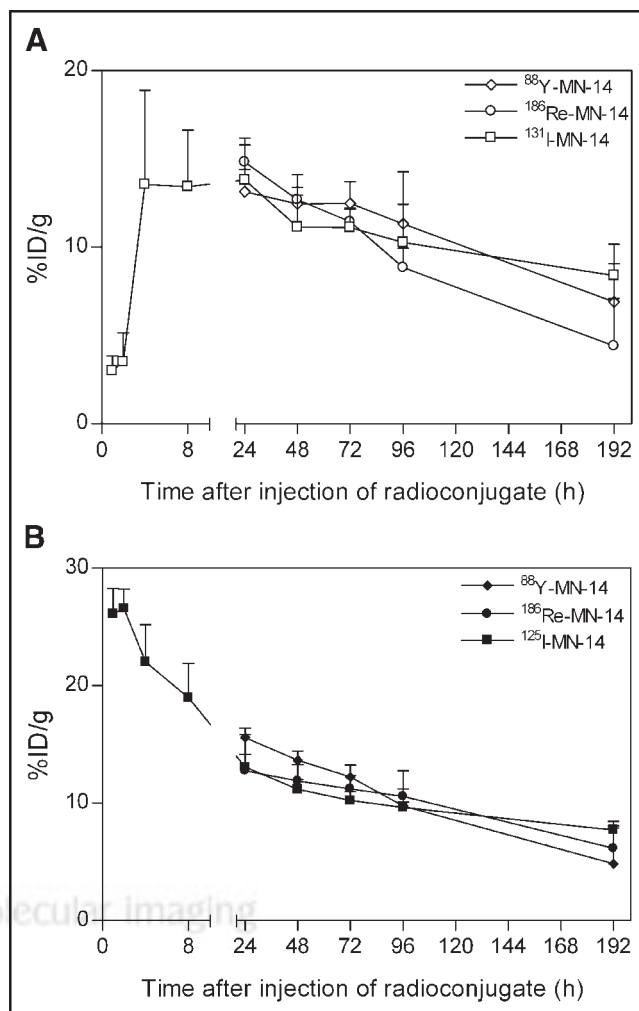 A
20
⁸⁸Y-MN-14
¹⁸⁶Re-MN-14
¹³¹I-MN-14
%ID/g
10
0
0 8 24 48 72 96 120 144 168 192
Time after injection of radioconjugate (h)
B
30
⁸⁸Y-MN-14
¹⁸⁶Re-MN-14
¹²⁵I-MN-14
20
%ID/g
10
olecular imaging
0
0 8 24 48 72 96 120 144 168 192
Time after injection of radioconjugate (h)